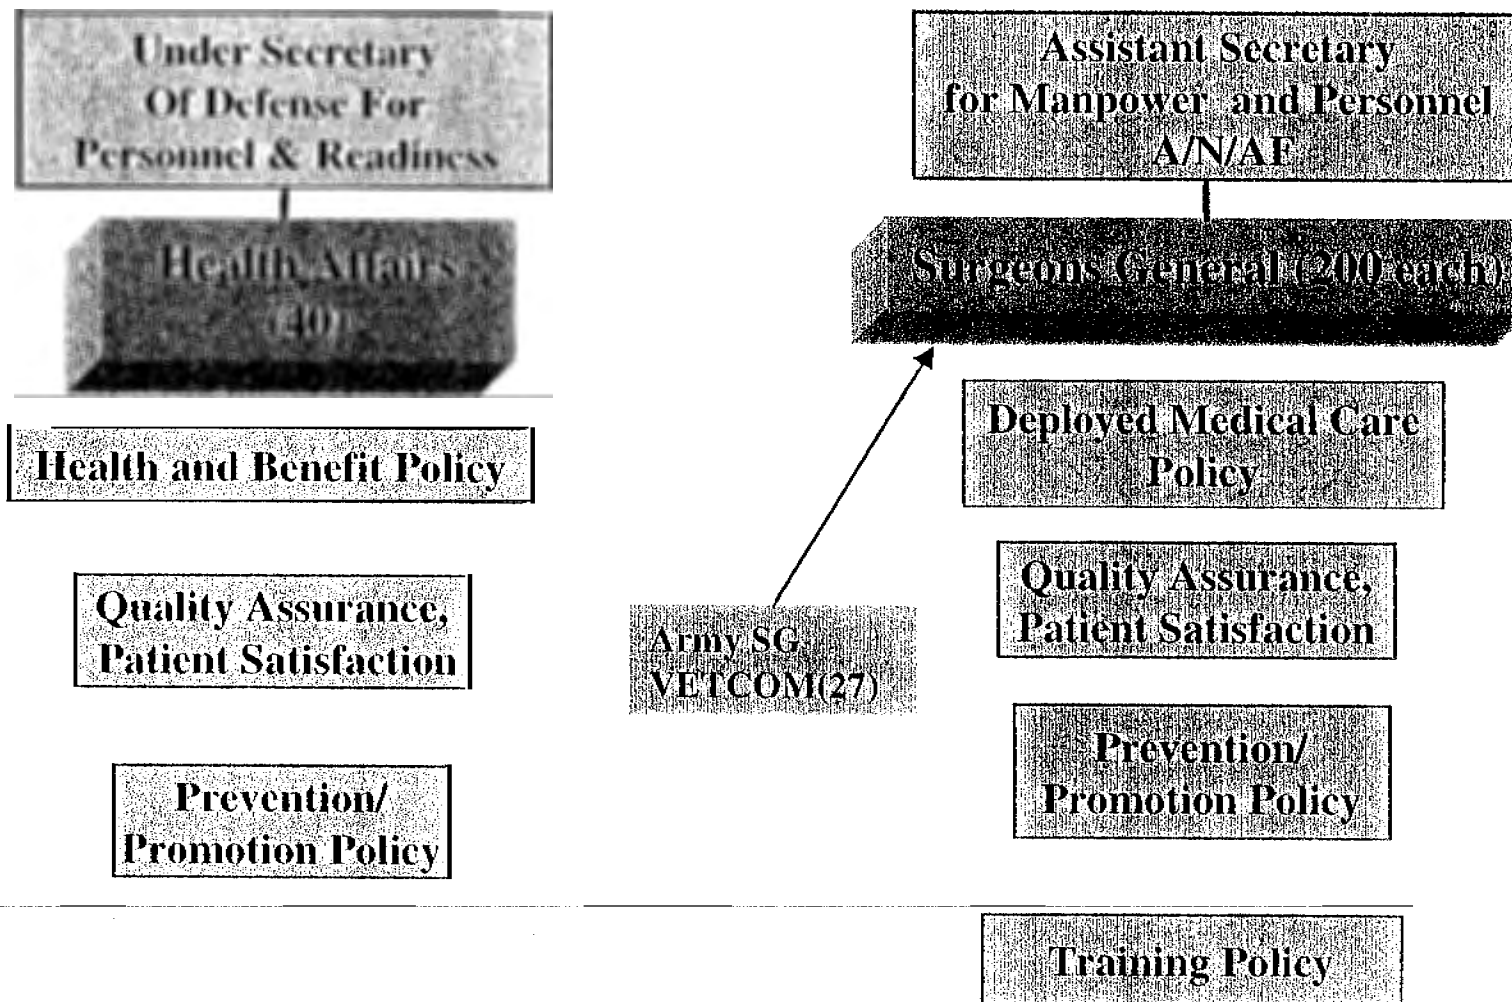 Under Secretary
Of Defense For
Personnel & Readiness
Health Affairs
(40)
Health and Benefit Policy
Quality Assurance,
Patient Satisfaction
Prevention/
Promotion Policy
Army SG
VETCOM(27)
Assistant Secretary
for Manpower and Personnel
A/N/AF
Surgeons General (200 each)
Deployed Medical Care
Policy
Quality Assurance,
Patient Satisfaction
Prevention/
Promotion Policy
Training Policy